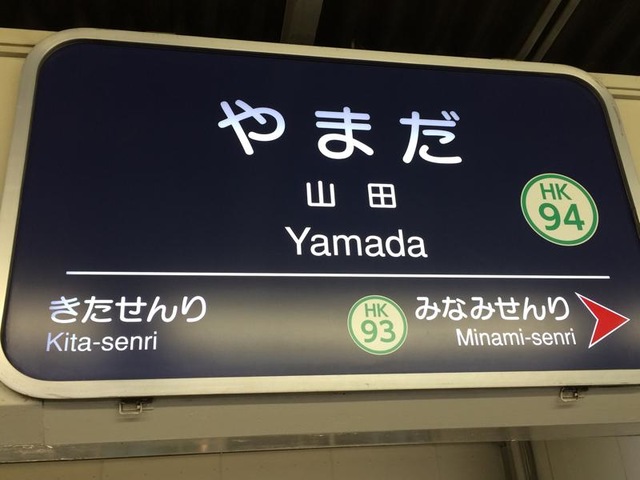 やまだ
山田
Yamada
HK
94
きたせんり
Kita-senri
HK
93
みなみせんり
Minami-senri